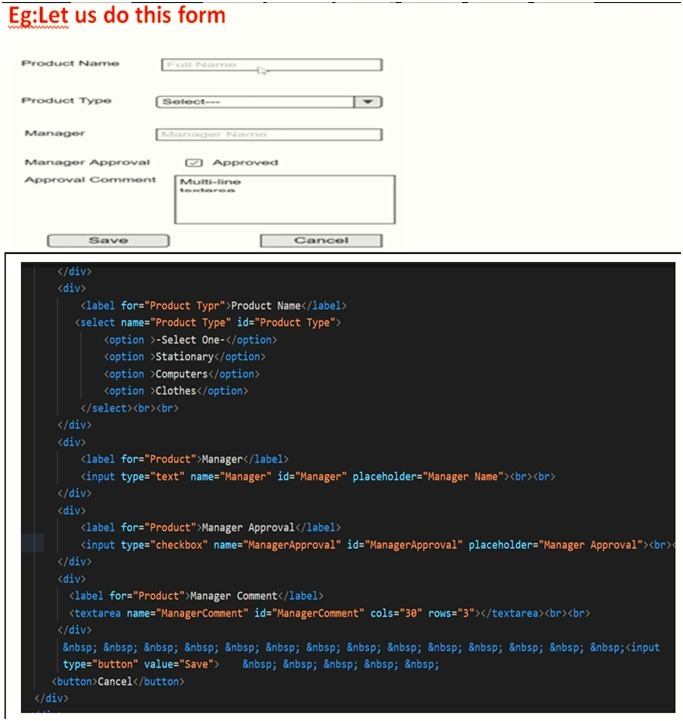 Eg:Let us do this form
Product Name Full Name
Product Type Select---
Manager Manager Name
Manager Approval Approved
Approval Comment Multi-line
textarea
Save Cancel
</div>
<div>
<label for="Product Typr">Product Name</label>
<select name="Product Type" id="Product Type">
<option >-Select One-</option>
<option >Stationary</option>
<option >Computers</option>
<option >Clothes</option>
</select><br><br>
</div>
<div>
<label for="Product">Manager</label>
<input type="text" name="Manager" id="Manager" placeholder="Manager Name"><br><br>
</div>
<div>
<label for="Product">Manager Approval</label>
<input type="checkbox" name="ManagerApproval" id="ManagerApproval" placeholder="Manager Approval"><br><
</div>
<div>
<label for="Product">Manager Comment</label>
<textarea name="ManagerComment" id="ManagerComment" cols="30" rows="3"></textarea><br><br>
</div>
&nbsp; &nbsp; &nbsp; &nbsp; &nbsp; &nbsp; &nbsp; &nbsp; &nbsp; &nbsp; &nbsp; &nbsp; &nbsp; &nbsp;<input
type="button" value="Save"> &nbsp; &nbsp; &nbsp; &nbsp; &nbsp;
<button>Cancel</button>
</div>